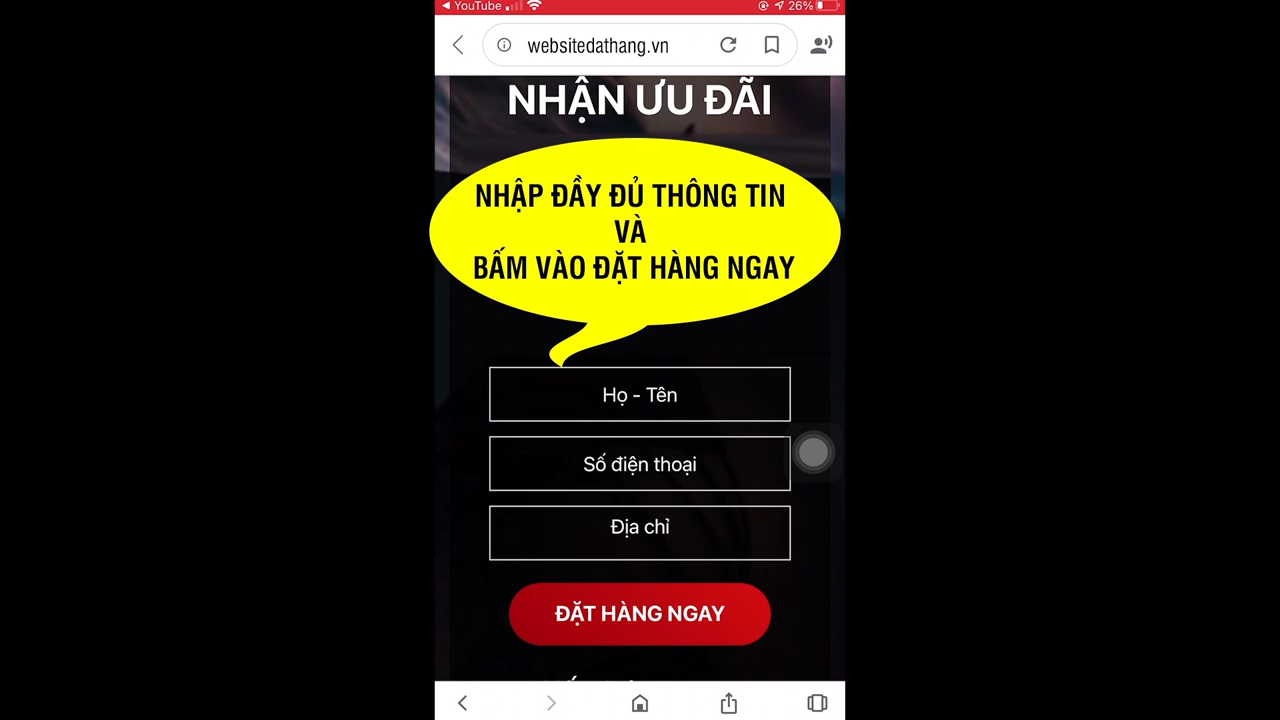 YouTube
26%
websitedathang.vn
NHẬN ƯU ĐÃI
NHẬP ĐẦY ĐỦ THÔNG TIN
VÀ
BẤM VÀO ĐẶT HÀNG NGAY
Họ - Tên
Số điện thoại
Địa chỉ
ĐẶT HÀNG NGAY